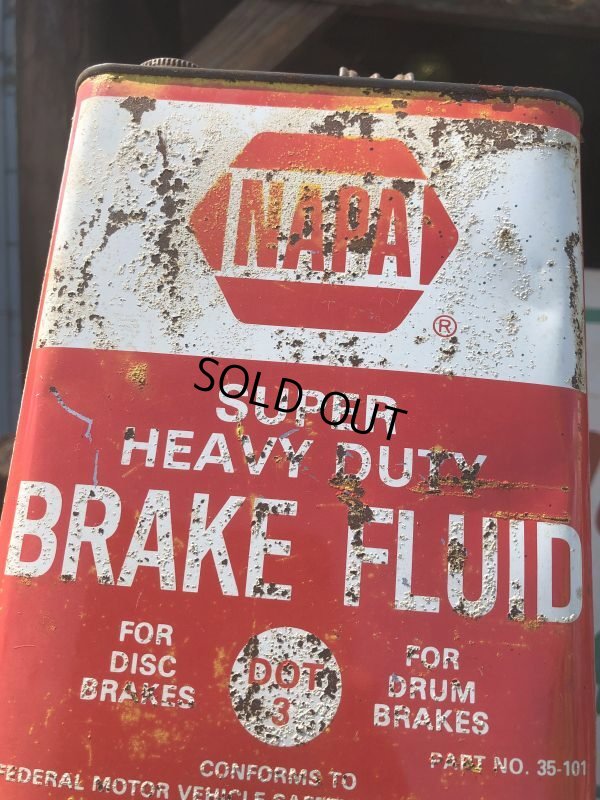 NAPA
®
SOLD OUT
SUPER
HEAVY DUTY
BRAKE FLUID
FOR
DISC
BRAKES
DOT
3
FOR
DRUM
BRAKES
PART NO. 35-101
CONFORMS TO
FEDERAL MOTOR VEHICLE